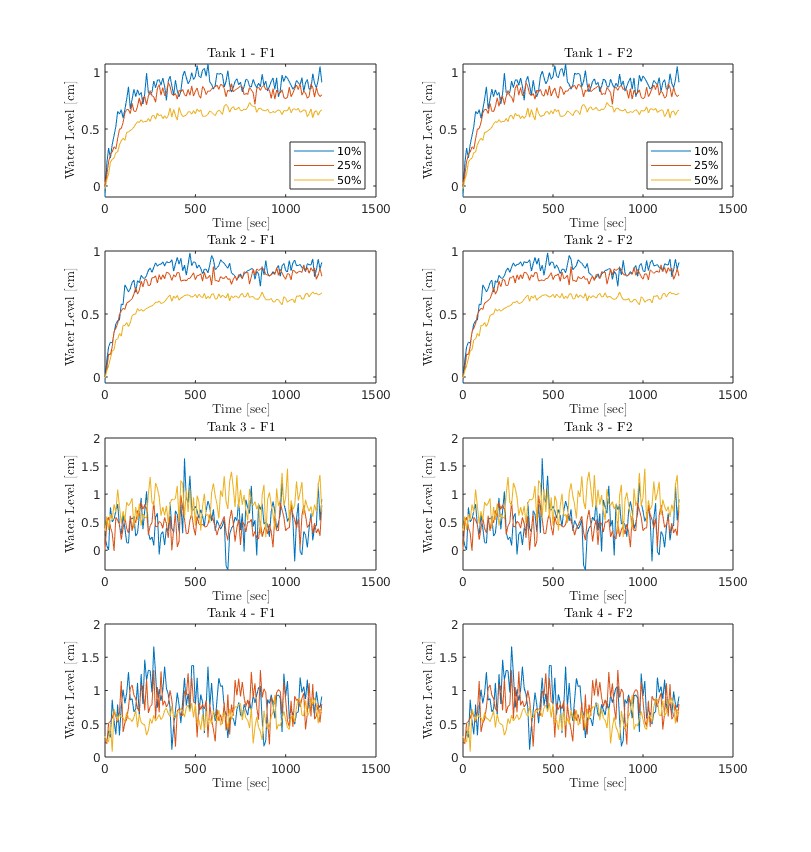 Tank 1 - F1
Water Level [cm]
1
0.5
0
10%
25%
50%
0 500 1000 1500
Time [sec]
Tank 1 - F2
Water Level [cm]
1
0.5
0
10%
25%
50%
0 500 1000 1500
Time [sec]
Tank 2 - F1
Water Level [cm]
1
0.5
0
0 500 1000 1500
Time [sec]
Tank 2 - F2
Water Level [cm]
1
0.5
0
0 500 1000 1500
Time [sec]
Tank 3 - F1
Water Level [cm]
2
1.5
1
0.5
0
0 500 1000 1500
Time [sec]
Tank 3 - F2
Water Level [cm]
2
1.5
1
0.5
0
0 500 1000 1500
Time [sec]
Tank 4 - F1
Water Level [cm]
2
1.5
1
0.5
0
0 500 1000 1500
Time [sec]
Tank 4 - F2
Water Level [cm]
2
1.5
1
0.5
0
0 500 1000 1500
Time [sec]